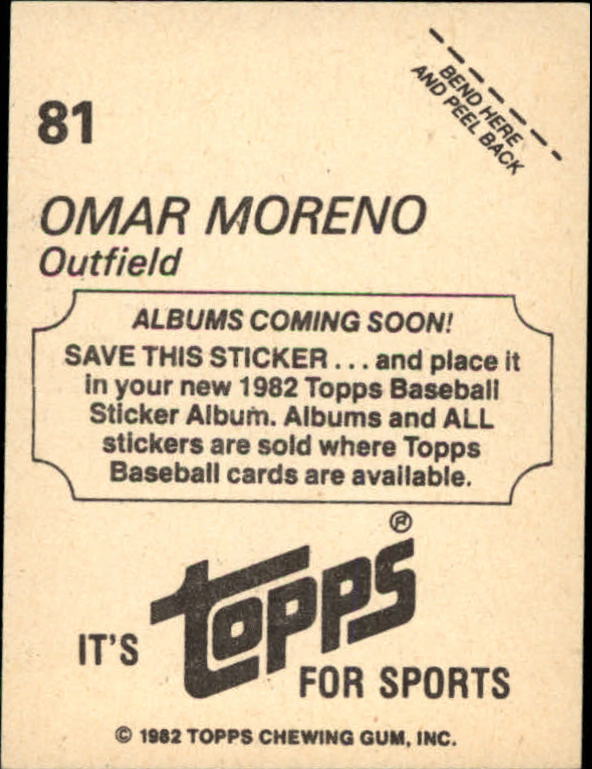 BEND HERE
AND PEEL BACK
81
OMAR MORENO
Outfield
ALBUMS COMING SOON!
SAVE THIS STICKER . . . and place it
in your new 1982 Topps Baseball
Sticker Album. Albums and ALL
stickers are sold where Topps
Baseball cards are available.
IT'S topps®
FOR SPORTS
© 1982 TOPPS CHEWING GUM, INC.